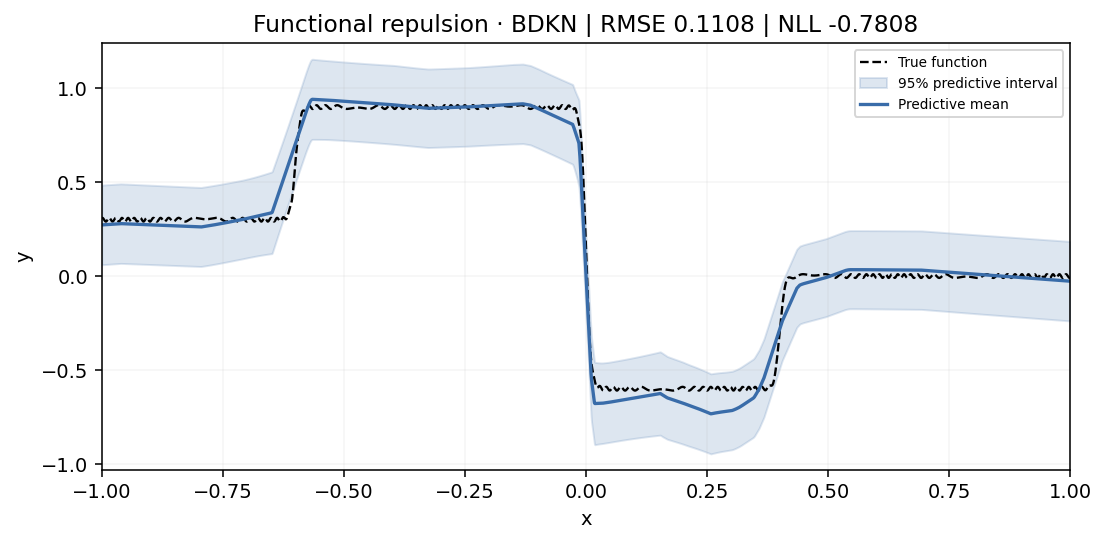 Functional repulsion · BDKN | RMSE 0.1108 | NLL -0.7808
True function
95% predictive interval
Predictive mean
y
1.0
0.5
0.0
−0.5
−1.0
−1.00 −0.75 −0.50 −0.25 0.00 0.25 0.50 0.75 1.00
x